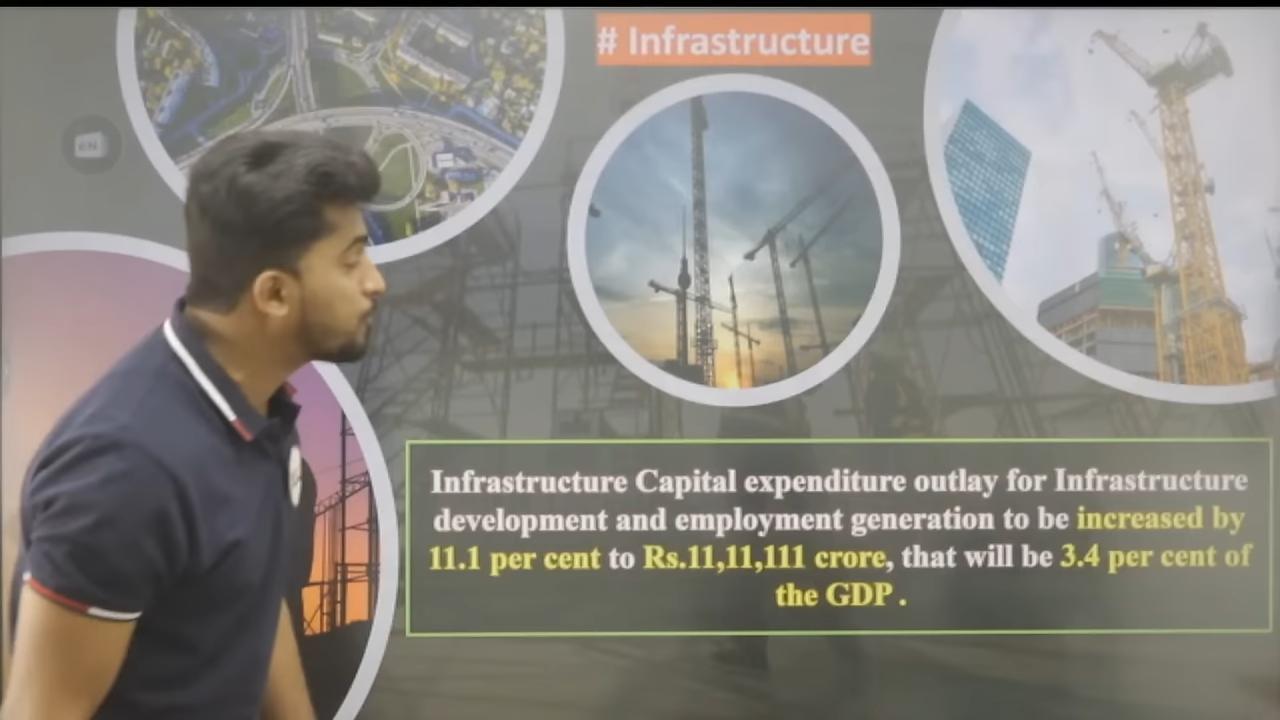 # Infrastructure
EN
Infrastructure Capital expenditure outlay for Infrastructure
development and employment generation to be increased by
11.1 per cent to Rs.11,11,111 crore, that will be 3.4 per cent of
the GDP .